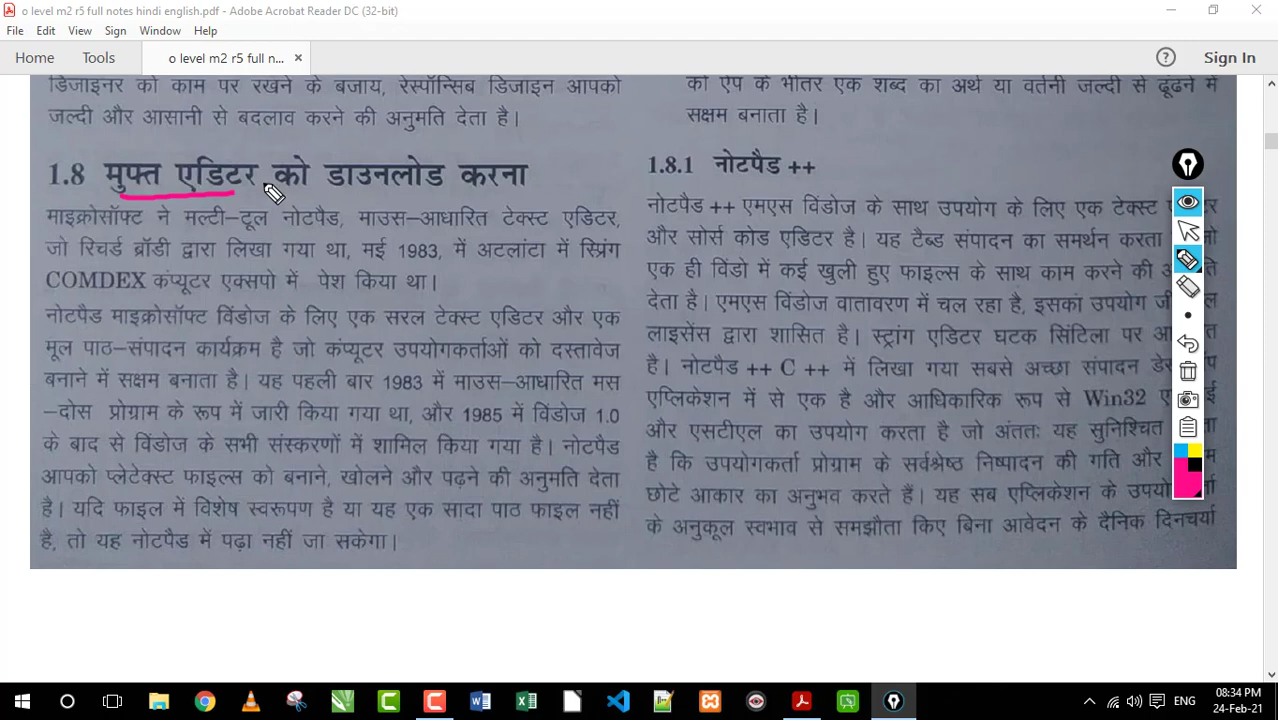 o level m2 r5 full notes hindi english.pdf - Adobe Acrobat Reader DC (32-bit)
File Edit View Sign Window Help
Home Tools o level m2 r5 full n... × Sign In
डिजाइनर को काम पर रखने के बजाय, रेस्पॉन्सिब डिजाइन आपको
जल्दी और आसानी से बदलाव करने की अनुमति देता है।
1.8 मुफ्त एडिटर को डाउनलोड करना
माइक्रोसॉफ्ट ने मल्टी-टूल नोटपैड, माउस-आधारित टेक्स्ट एडिटर,
जो रिचर्ड ब्रॉडी द्वारा लिखा गया था, मई 1983, में अटलांटा में स्प्रिंग
COMDEX कंप्यूटर एक्सपो में पेश किया था।
नोटपैड माइक्रोसॉफ्ट विंडोज के लिए एक सरल टेक्स्ट एडिटर और एक
मूल पाठ-संपादन कार्यक्रम है जो कंप्यूटर उपयोगकर्ताओं को दस्तावेज
बनाने में सक्षम बनाता है। यह पहली बार 1983 में माउस-आधारित मस
-दोस प्रोग्राम के रूप में जारी किया गया था, और 1985 में विंडोज 1.0
के बाद से विंडोज के सभी संस्करणों में शामिल किया गया है। नोटपैड
आपको प्लेटेक्स्ट फाइल्स को बनाने, खोलने और पढ़ने की अनुमति देता
है। यदि फाइल में विशेष स्वरूपण है या यह एक सादा पाठ फाइल नहीं
है, तो यह नोटपैड में पढ़ा नहीं जा सकेगा।
को ऐप के भीतर एक शब्द का अर्थ या वर्तनी जल्दी से ढूंढने में
सक्षम बनाता है।
1.8.1 नोटपैड ++
नोटपैड ++ एमएस विंडोज के साथ उपयोग के लिए एक टेक्स्ट
और सोर्स कोड एडिटर है। यह टैब्ड संपादन का समर्थन करता
एक ही विंडो में कई खुली हुए फाइल्स के साथ काम करने की
देता है। एमएस विंडोज वातावरण में चल रहा है, इसका उपयोग
लाइसेंस द्वारा शासित है। स्ट्रांग एडिटर घटक सिंटिला पर
है। नोटपैड ++ C ++ में लिखा गया सबसे अच्छा संपादन
एप्लिकेशन में से एक है और आधिकारिक रूप से Win32
और एसटीएल का उपयोग करता है जो अंततः यह सुनिश्चित
है कि उपयोगकर्ता प्रोग्राम के सर्वश्रेष्ठ निष्पादन की गति और
छोटे आकार का अनुभव करते हैं। यह सब एप्लिकेशन के
के अनुकूल स्वभाव से समझौता किए बिना आवेदन के दैनिक दिनचर्या
ENG
08:34 PM
24-Feb-21